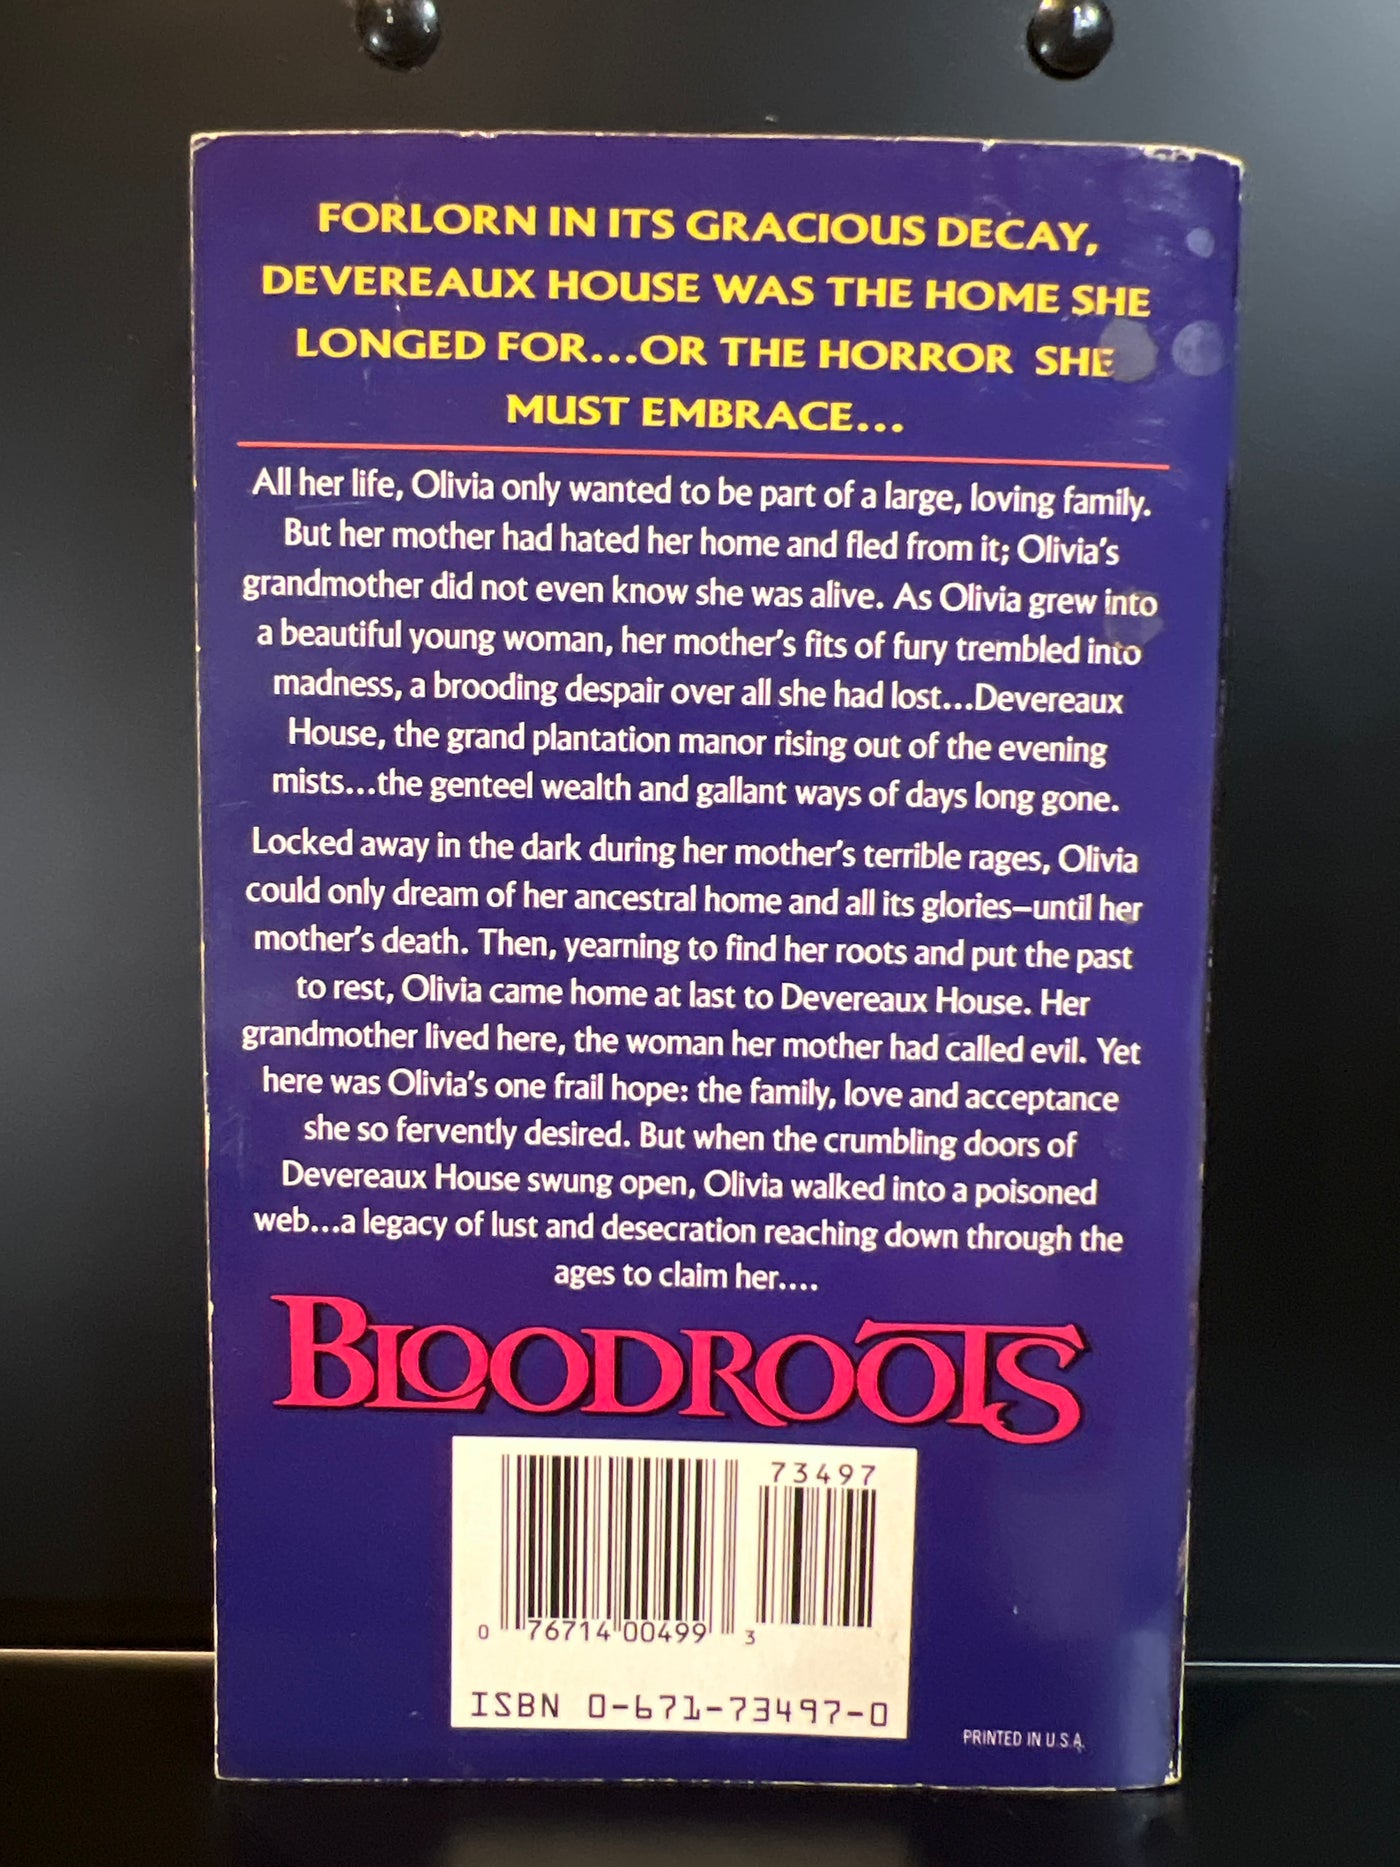 FORLORN IN ITS GRACIOUS DECAY,
DEVEREAUX HOUSE WAS THE HOME SHE
LONGED FOR...OR THE HORROR SHE
MUST EMBRACE...
All her life, Olivia only wanted to be part of a large, loving family.
But her mother had hated her home and fled from it; Olivia's
grandmother did not even know she was alive. As Olivia grew into
a beautiful young woman, her mother's fits of fury trembled into
madness, a brooding despair over all she had lost...Devereaux
House, the grand plantation manor rising out of the evening
mists...the genteel wealth and gallant ways of days long gone.
Locked away in the dark during her mother's terrible rages, Olivia
could only dream of her ancestral home and all its glories–until her
mother's death. Then, yearning to find her roots and put the past
to rest, Olivia came home at last to Devereaux House. Her
grandmother lived here, the woman her mother had called evil. Yet
here was Olivia's one frail hope: the family, love and acceptance
she so fervently desired. But when the crumbling doors of
Devereaux House swung open, Olivia walked into a poisoned
web...a legacy of lust and desecration reaching down through the
ages to claim her....
BLOODROOTS
73497
0 76714 00499 3
ISBN 0-671-73497-0
PRINTED IN U.S.A.